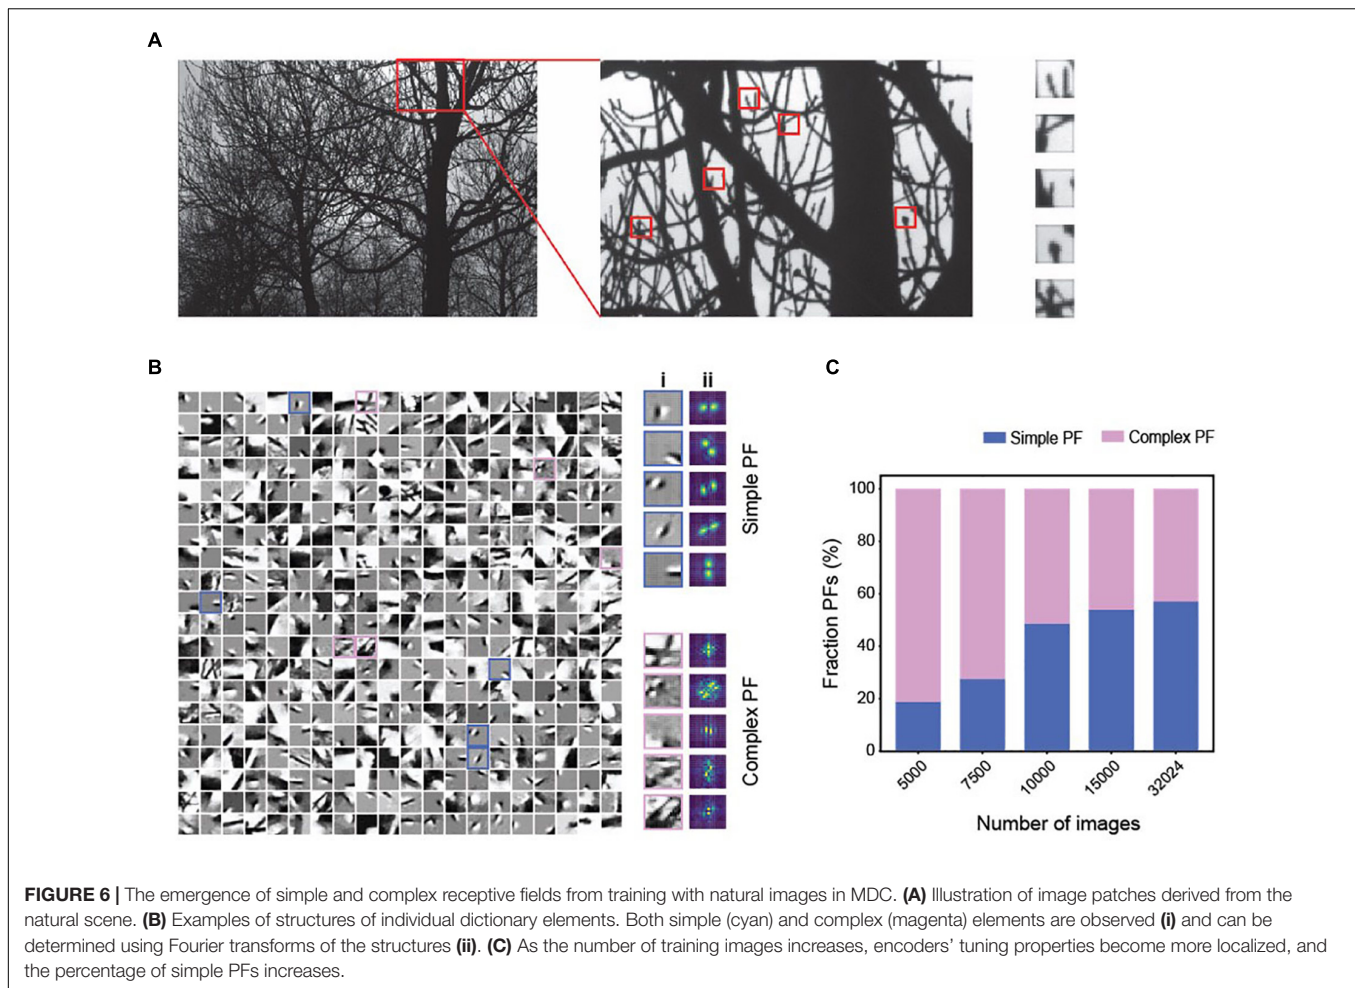 A
B
i
ii
Simple PF
Complex PF
C
Simple PF
Complex PF
Fraction PFs (%)
100
80
60
40
20
0
5000
7500
10000
15000
32024
Number of images
FIGURE 6 | The emergence of simple and complex receptive fields from training with natural images in MDC. (A) Illustration of image patches derived from the
natural scene. (B) Examples of structures of individual dictionary elements. Both simple (cyan) and complex (magenta) elements are observed (i) and can be
determined using Fourier transforms of the structures (ii). (C) As the number of training images increases, encoders’ tuning properties become more localized, and
the percentage of simple PFs increases.